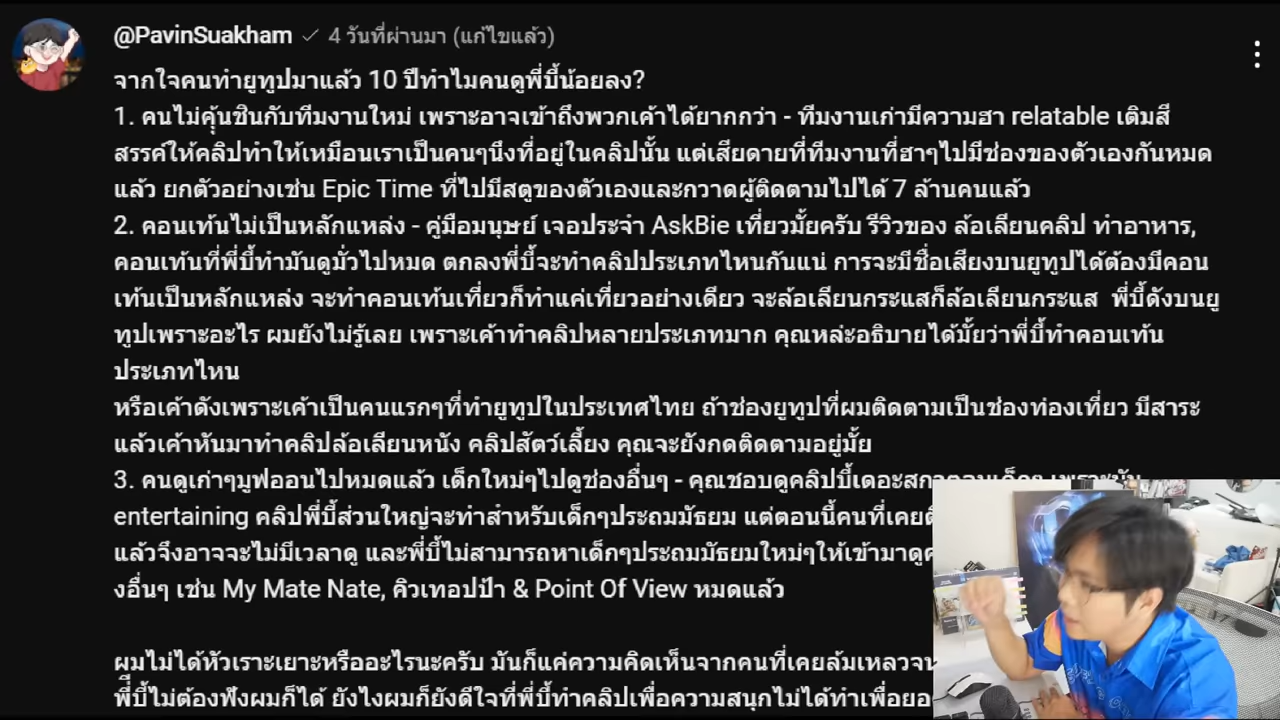 @PavinSuakham ✓ 4 วันที่ผ่านมา (แก้ไขแล้ว)
จากใจคนทำยูทูปมาแล้ว 10 ปีทำไมคนดูพี่บี้น้อยลง?
1. คนไม่คุุ้นชินกับทีมงานใหม่ เพราะอาจเข้าถึงพวกเค้าได้ยากกว่า - ทีมงานเก่ามีความฮา relatable เติมสี
สรรค์ให้คลิปทำให้เหมือนเราเป็นคนๆนึงที่อยู่ในคลิปนั้น แต่เสียดายที่ทีมงานที่ฮาๆไปมีช่องของตัวเองกันหมด
แล้ว ยกตัวอย่างเช่น Epic Time ที่ไปมีสตูของตัวเองและกวาดผู้ติดตามไปได้ 7 ล้านคนแล้ว
2. คอนเท้นไม่เป็นหลักแหล่ง - คู่มือมนุษย์ เจอประจำ AskBie เที่ยวมั้ยครับ รีวิวของ ล้อเลียนคลิป ทำอาหาร,
คอนเท้นที่พี่บี้ทำมันดูมั่วไปหมด ตกลงพี่บี้จะทำคลิปประเภทไหนกันแน่ การจะมีชื่อเสียงบนยูทูปได้ต้องมีคอน
เท้นเป็นหลักแหล่ง จะทำคอนเท้นเที่ยวก็ทำแค่เที่ยวอย่างเดียว จะล้อเลียนกระแสก็ล้อเลียนกระแส พี่บี้ดังบนยู
ทูปเพราะอะไร ผมยังไม่รู้เลย เพราะเค้าทำคลิปหลายประเภทมาก คุณหล่ะอธิบายได้มั้ยว่าพี่บี้ทำคอนเท้น
ประเภทไหน
หรือเค้าดังเพราะเค้าเป็นคนแรกๆที่ทำยูทูปในประเทศไทย ถ้าช่องยูทูปที่ผมติดตามเป็นช่องท่องเที่ยว มีสาระ
แล้วเค้าหันมาทำคลิปล้อเลียนหนัง คลิปสัตว์เลี้ยง คุณจะยังกดติดตามอยู่มั้ย
3. คนดูเก่าๆมูฟออนไปหมดแล้ว เด็กใหม่ๆไปดูช่องอื่นๆ - คุณชอบดูคลิปบี้เดอะสกาตอนเด็กๆ เพราะมัน
entertaining คลิปพี่บี้ส่วนใหญ่จะทำสำหรับเด็กๆประถมมัธยม แต่ตอนนี้คนที่เคย
แล้วจึงอาจจะไม่มีเวลาดู และพี่บี้ไม่สามารถหาเด็กๆประถมมัธยมใหม่ๆให้เข้ามาดู
งอื่นๆ เช่น My Mate Nate, คิวเทอปป้า & Point Of View หมดแล้ว
ผมไม่ได้หัวเราะเยาะหรืออะไรนะครับ มันก็แค่ความคิดเห็นจากคนที่เคยล้มเหลว
พี่บี้ไม่ต้องฟังผมก็ได้ ยังไงผมก็ยังดีใจที่พี่บี้ทำคลิปเพื่อความสนุกไม่ได้ทำเพื่อยอ